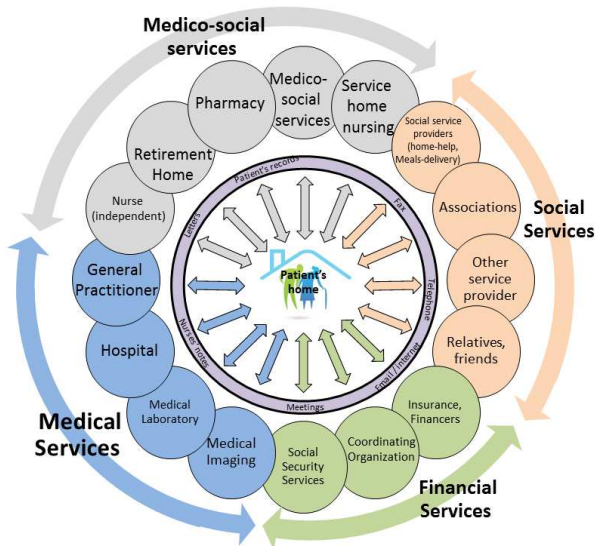 Medico-social
services
Medico-
social
services
Service
home
nursing
Pharmacy
Social service
providers
(home-help,
Meals-delivery)
Retirement
Home
Patient's records
Nurse
(independent)
Letters
Fax
Associations
Social
Services
General
Practitioner
Patient's
home
Telephone
Other
service
provider
Hospital
Nurses' notes
Email / internet
Relatives,
friends
Medical
Laboratory
Meetings
Insurance,
Financers
Medical
Services
Medical
Imaging
Social
Security
Services
Coordinating
Organization
Financial
Services